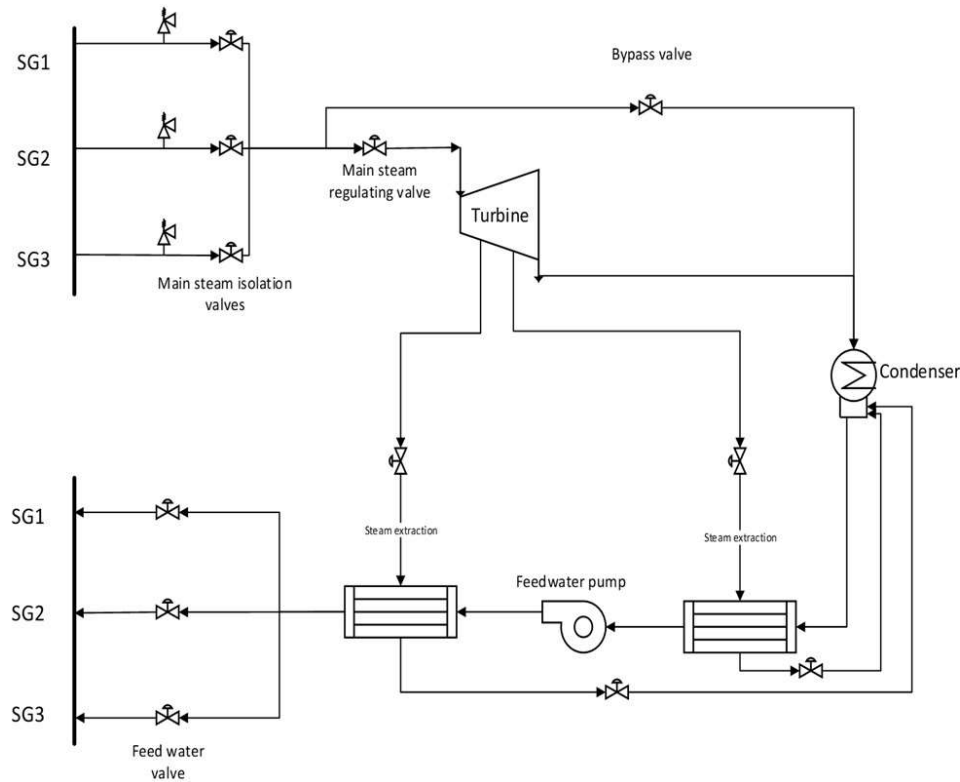 SG1
Bypass valve
SG2
Main steam
regulating valve
Turbine
SG3
Main steam isolation
valves
Condenser
SG1
Steam extraction
Steam extraction
SG2
Feedwater pump
SG3
Feed water
valve